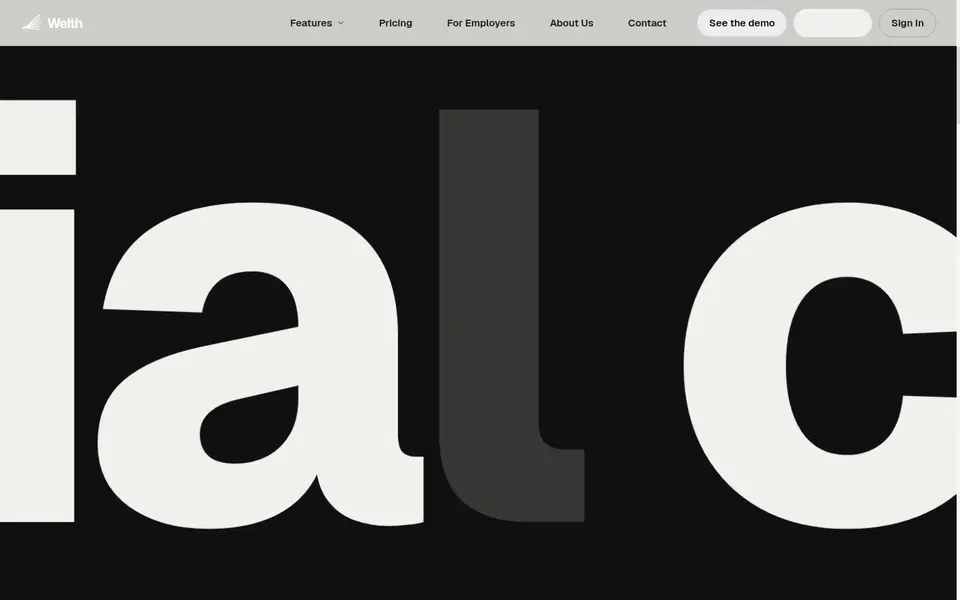 Welth
Features
Pricing
For Employers
About Us
Contact
See the demo
Sign In
ial c